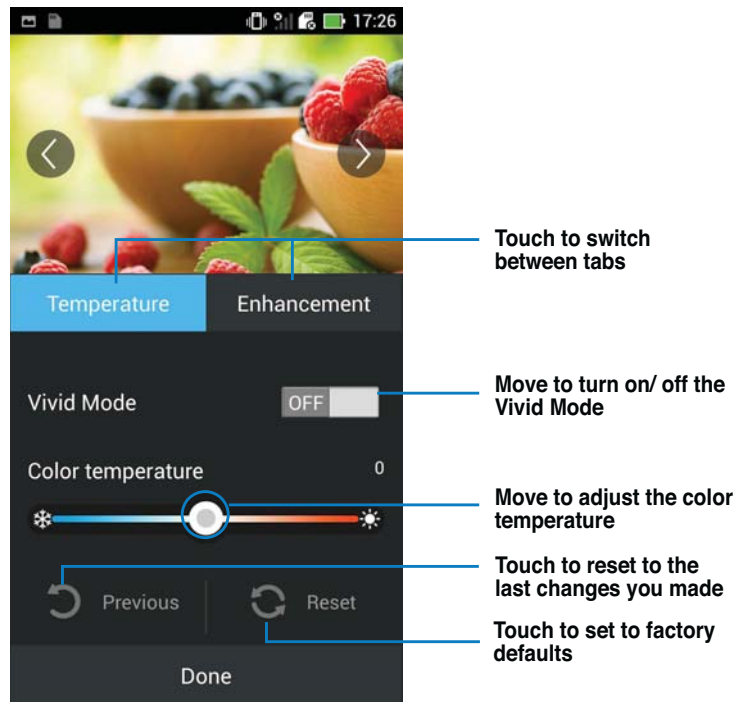 17:26
Touch to switch
between tabs
Temperature
Enhancement
Vivid Mode
OFF
Move to turn on/ off the
Vivid Mode
Color temperature
0
Move to adjust the color
temperature
Touch to reset to the
last changes you made
Previous
Reset
Touch to set to factory
defaults
Done